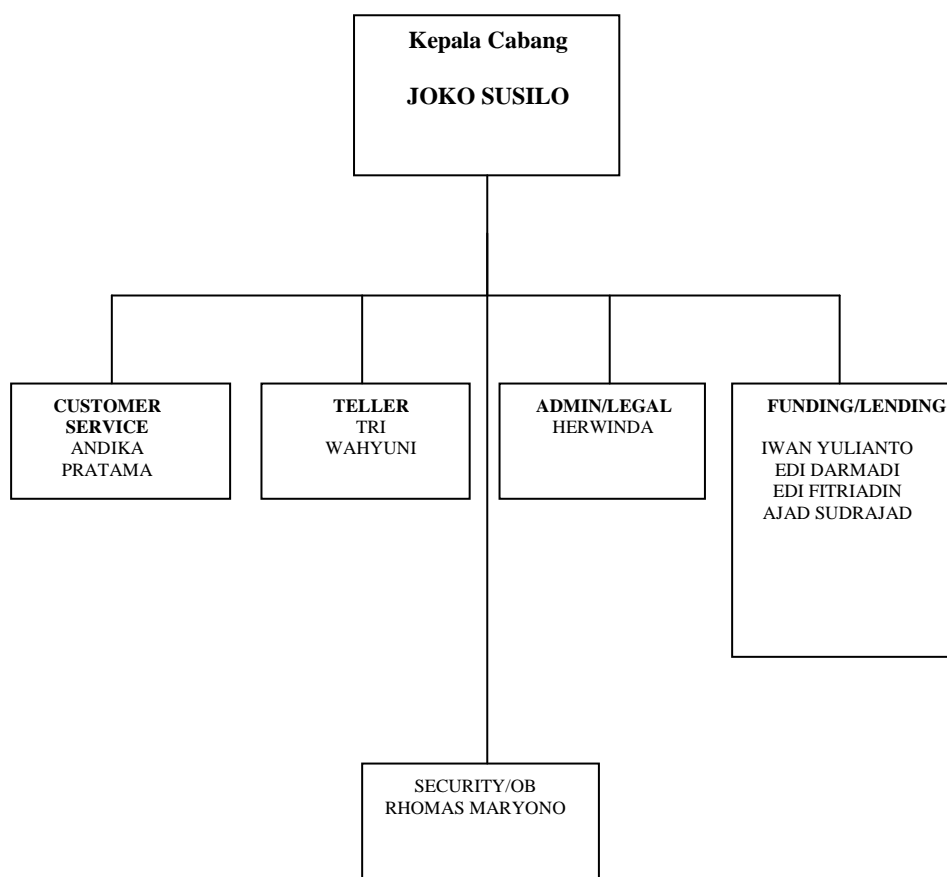 Kepala Cabang
JOKO SUSILO
CUSTOMER
SERVICE
ANDIKA
PRATAMA
TELLER
TRI
WAHYUNI
ADMIN/LEGAL
HERWINDA
FUNDING/LENDING
IWAN YULIANTO
EDI DARMADI
EDI FITRIADIN
AJAD SUDRAJAD
SECURITY/OB
RHOMAS MARYONO